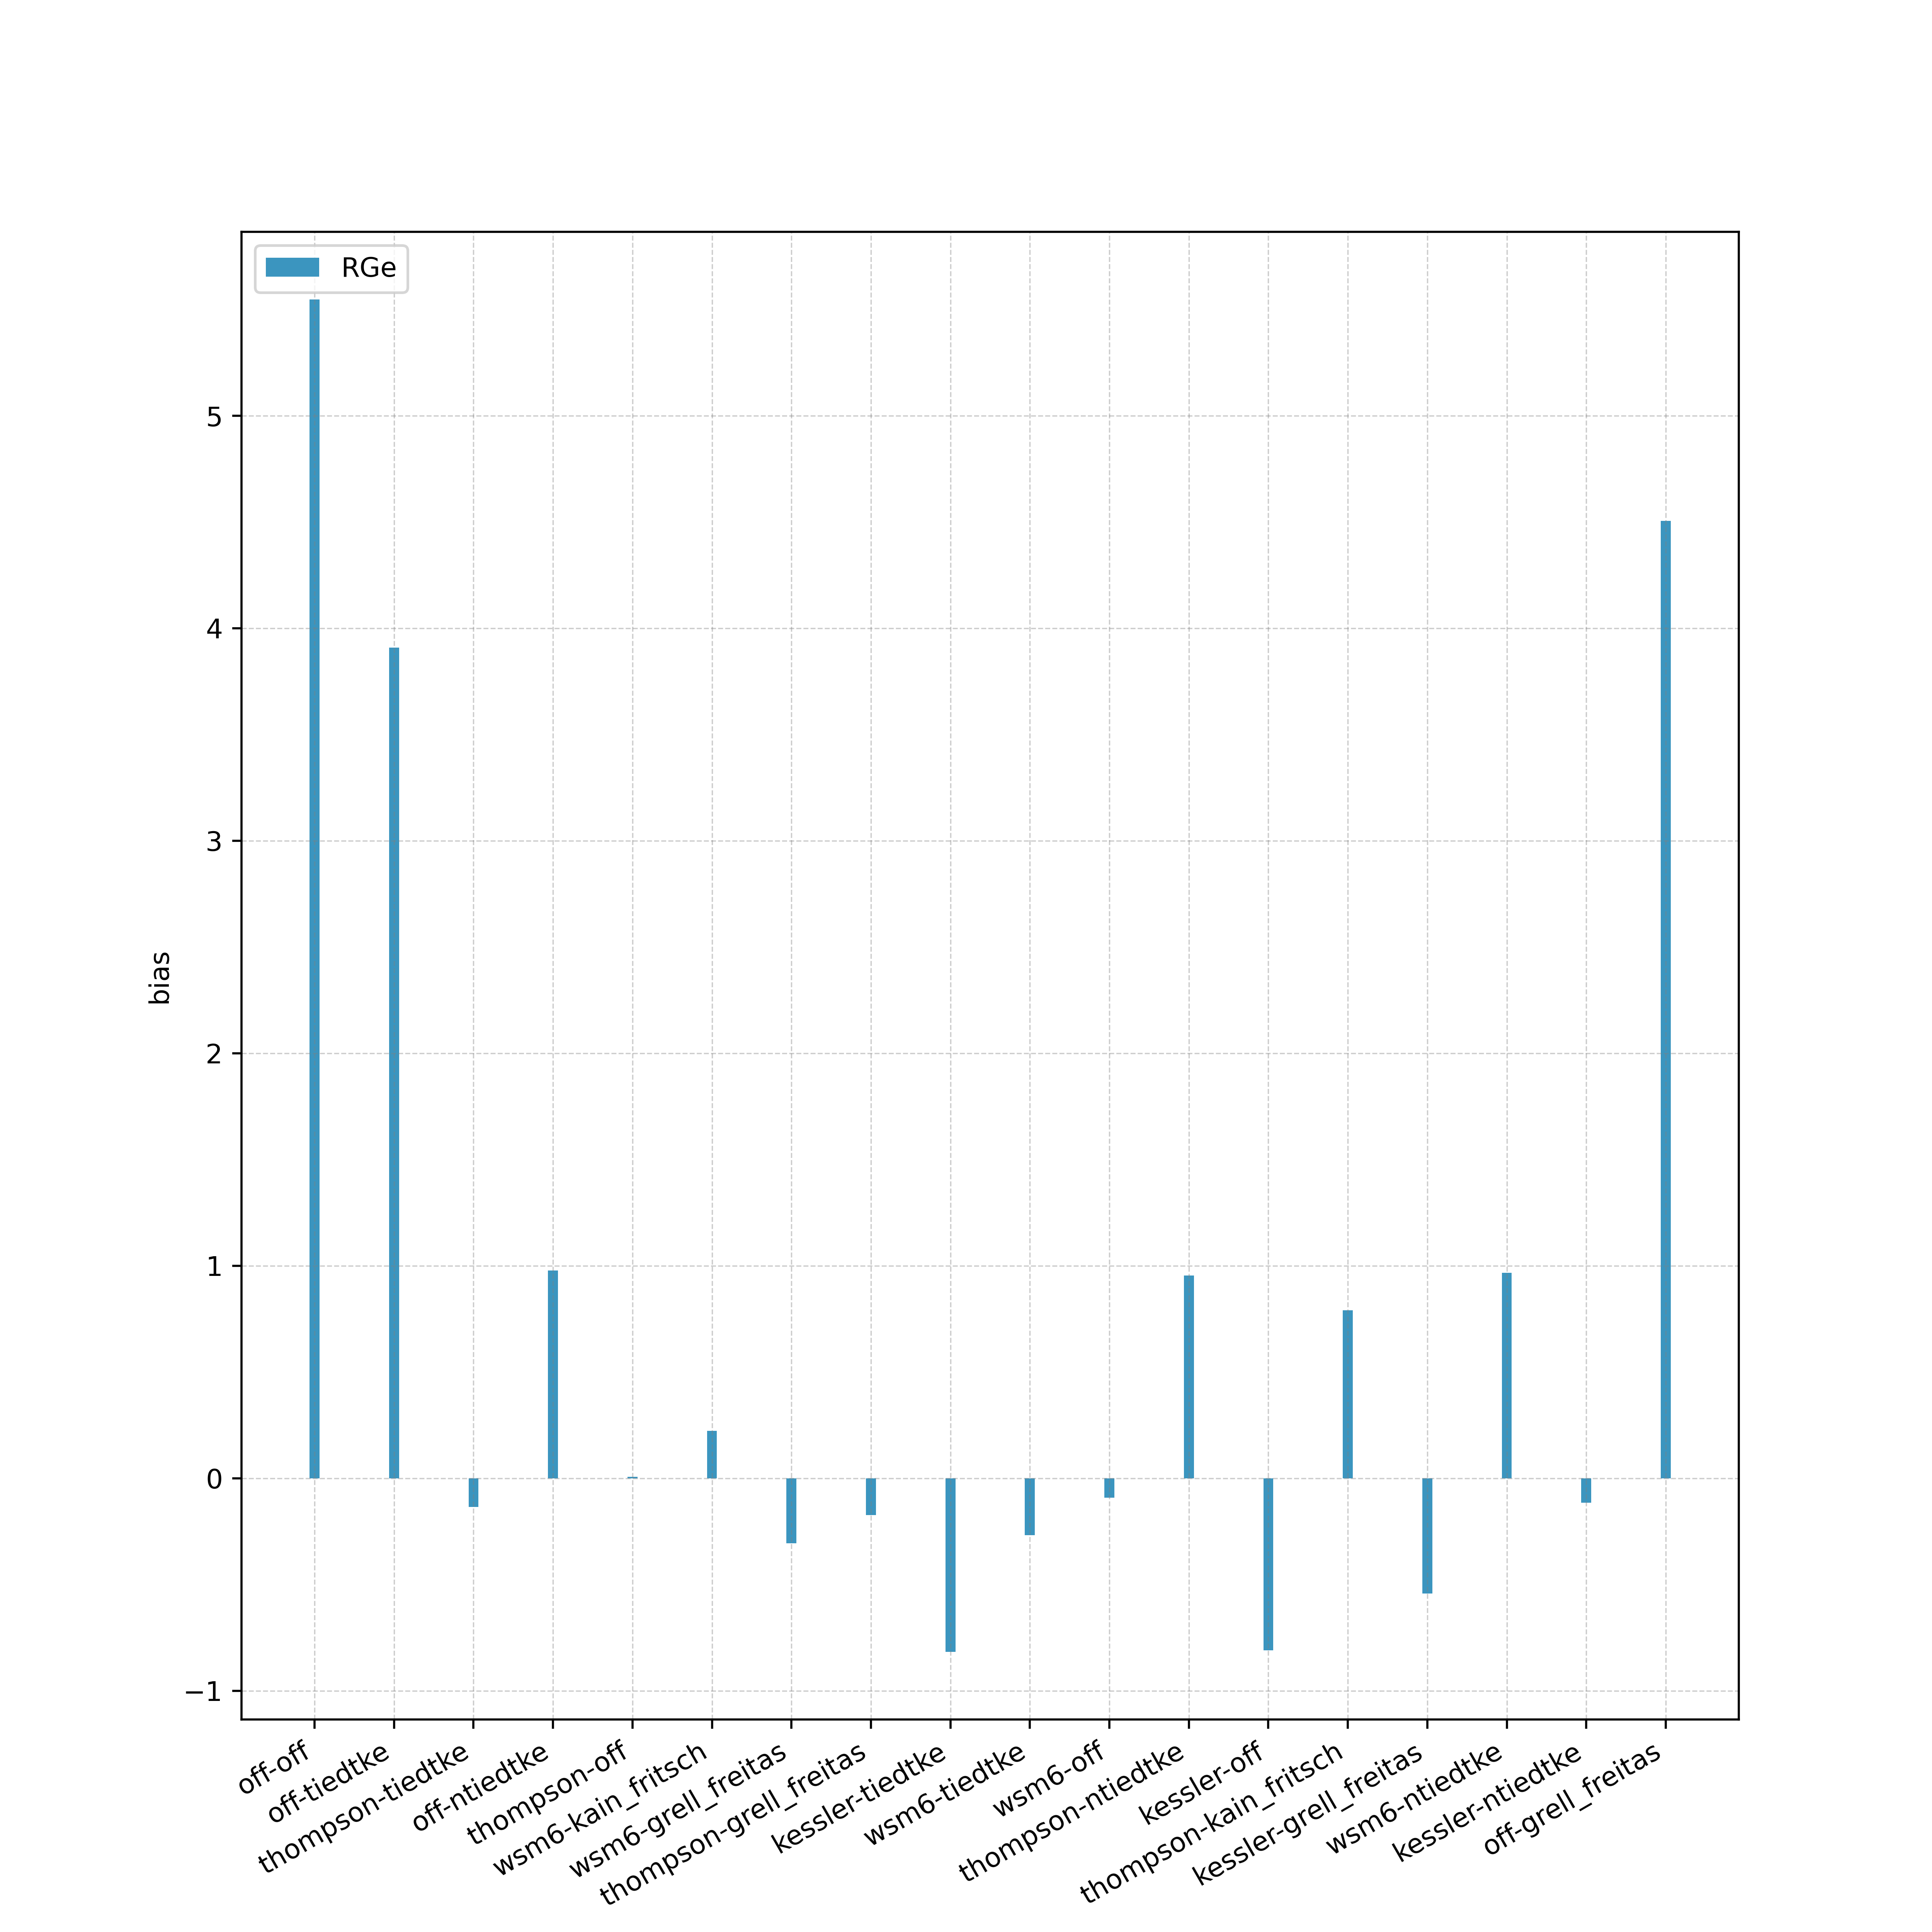 RGe
5
4
3
2
1
0
−1
bias
off-off
off-tiedtke
thompson-tiedtke
off-ntiedtke
thompson-off
wsm6-kain_fritsch
wsm6-grell_freitas
thompson-grell_freitas
kessler-tiedtke
wsm6-tiedtke
wsm6-off
thompson-ntiedtke
kessler-off
thompson-kain_fritsch
kessler-grell_freitas
wsm6-ntiedtke
kessler-ntiedtke
off-grell_freitas